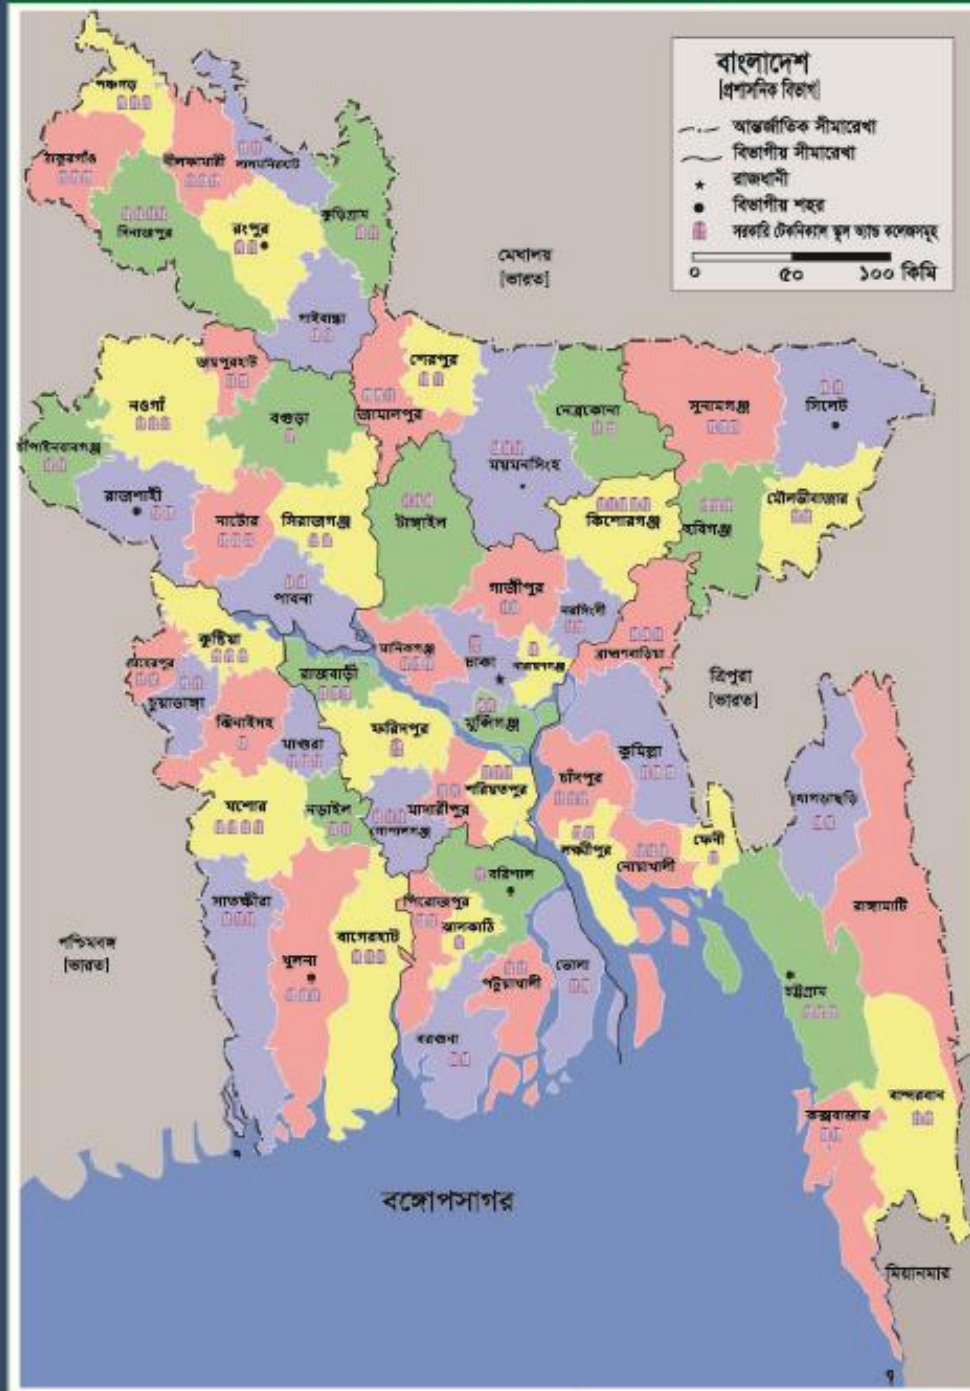 বাংলাদেশ
[প্রশাসনিক বিভাগ]
আন্তর্জাতিক সীমারেখা
বিভাগীয় সীমারেখা
রাজধানী
বিভাগীয় শহর
সরকারি টেকনিক্যাল স্কুল অ্যান্ড কলেজসমূহ
০ ৫০ ১০০ কিমি
পঞ্চগড়
ঠাকুরগাঁও
নীলফামারী
লালমনিরহাট
দিনাজপুর
রংপুর
কুড়িগ্রাম
মেঘালয়
[ভারত]
গাইবান্ধা
জয়পুরহাট
শেরপুর
নওগাঁ
বগুড়া
জামালপুর
নেত্রকোনা
সুনামগঞ্জ
সিলেট
চাঁপাইনবাবগঞ্জ
ময়মনসিংহ
রাজশাহী
নাটোর
সিরাজগঞ্জ
টাঙ্গাইল
কিশোরগঞ্জ
হবিগঞ্জ
মৌলভীবাজার
পাবনা
গাজীপুর
নরসিংদী
কুষ্টিয়া
মানিকগঞ্জ
ঢাকা
নারায়ণগঞ্জ
ব্রাহ্মণবাড়িয়া
মেহেরপুর
চুয়াডাঙ্গা
রাজবাড়ী
ত্রিপুরা
[ভারত]
ঝিনাইদহ
মাগুরা
ফরিদপুর
মুন্সিগঞ্জ
কুমিল্লা
চাঁদপুর
যশোর
নড়াইল
গোপালগঞ্জ
মাদারীপুর
শরিয়তপুর
খাগড়াছড়ি
লক্ষ্মীপুর
নোয়াখালী
ফেনী
সাতক্ষীরা
বরিশাল
পিরোজপুর
ঝালকাঠি
রাঙ্গামাটি
পশ্চিমবঙ্গ
[ভারত]
খুলনা
বাগেরহাট
পটুয়াখালী
ভোলা
চট্টগ্রাম
বরগুনা
বান্দরবান
কক্সবাজার
বঙ্গোপসাগর
মিয়ানমার